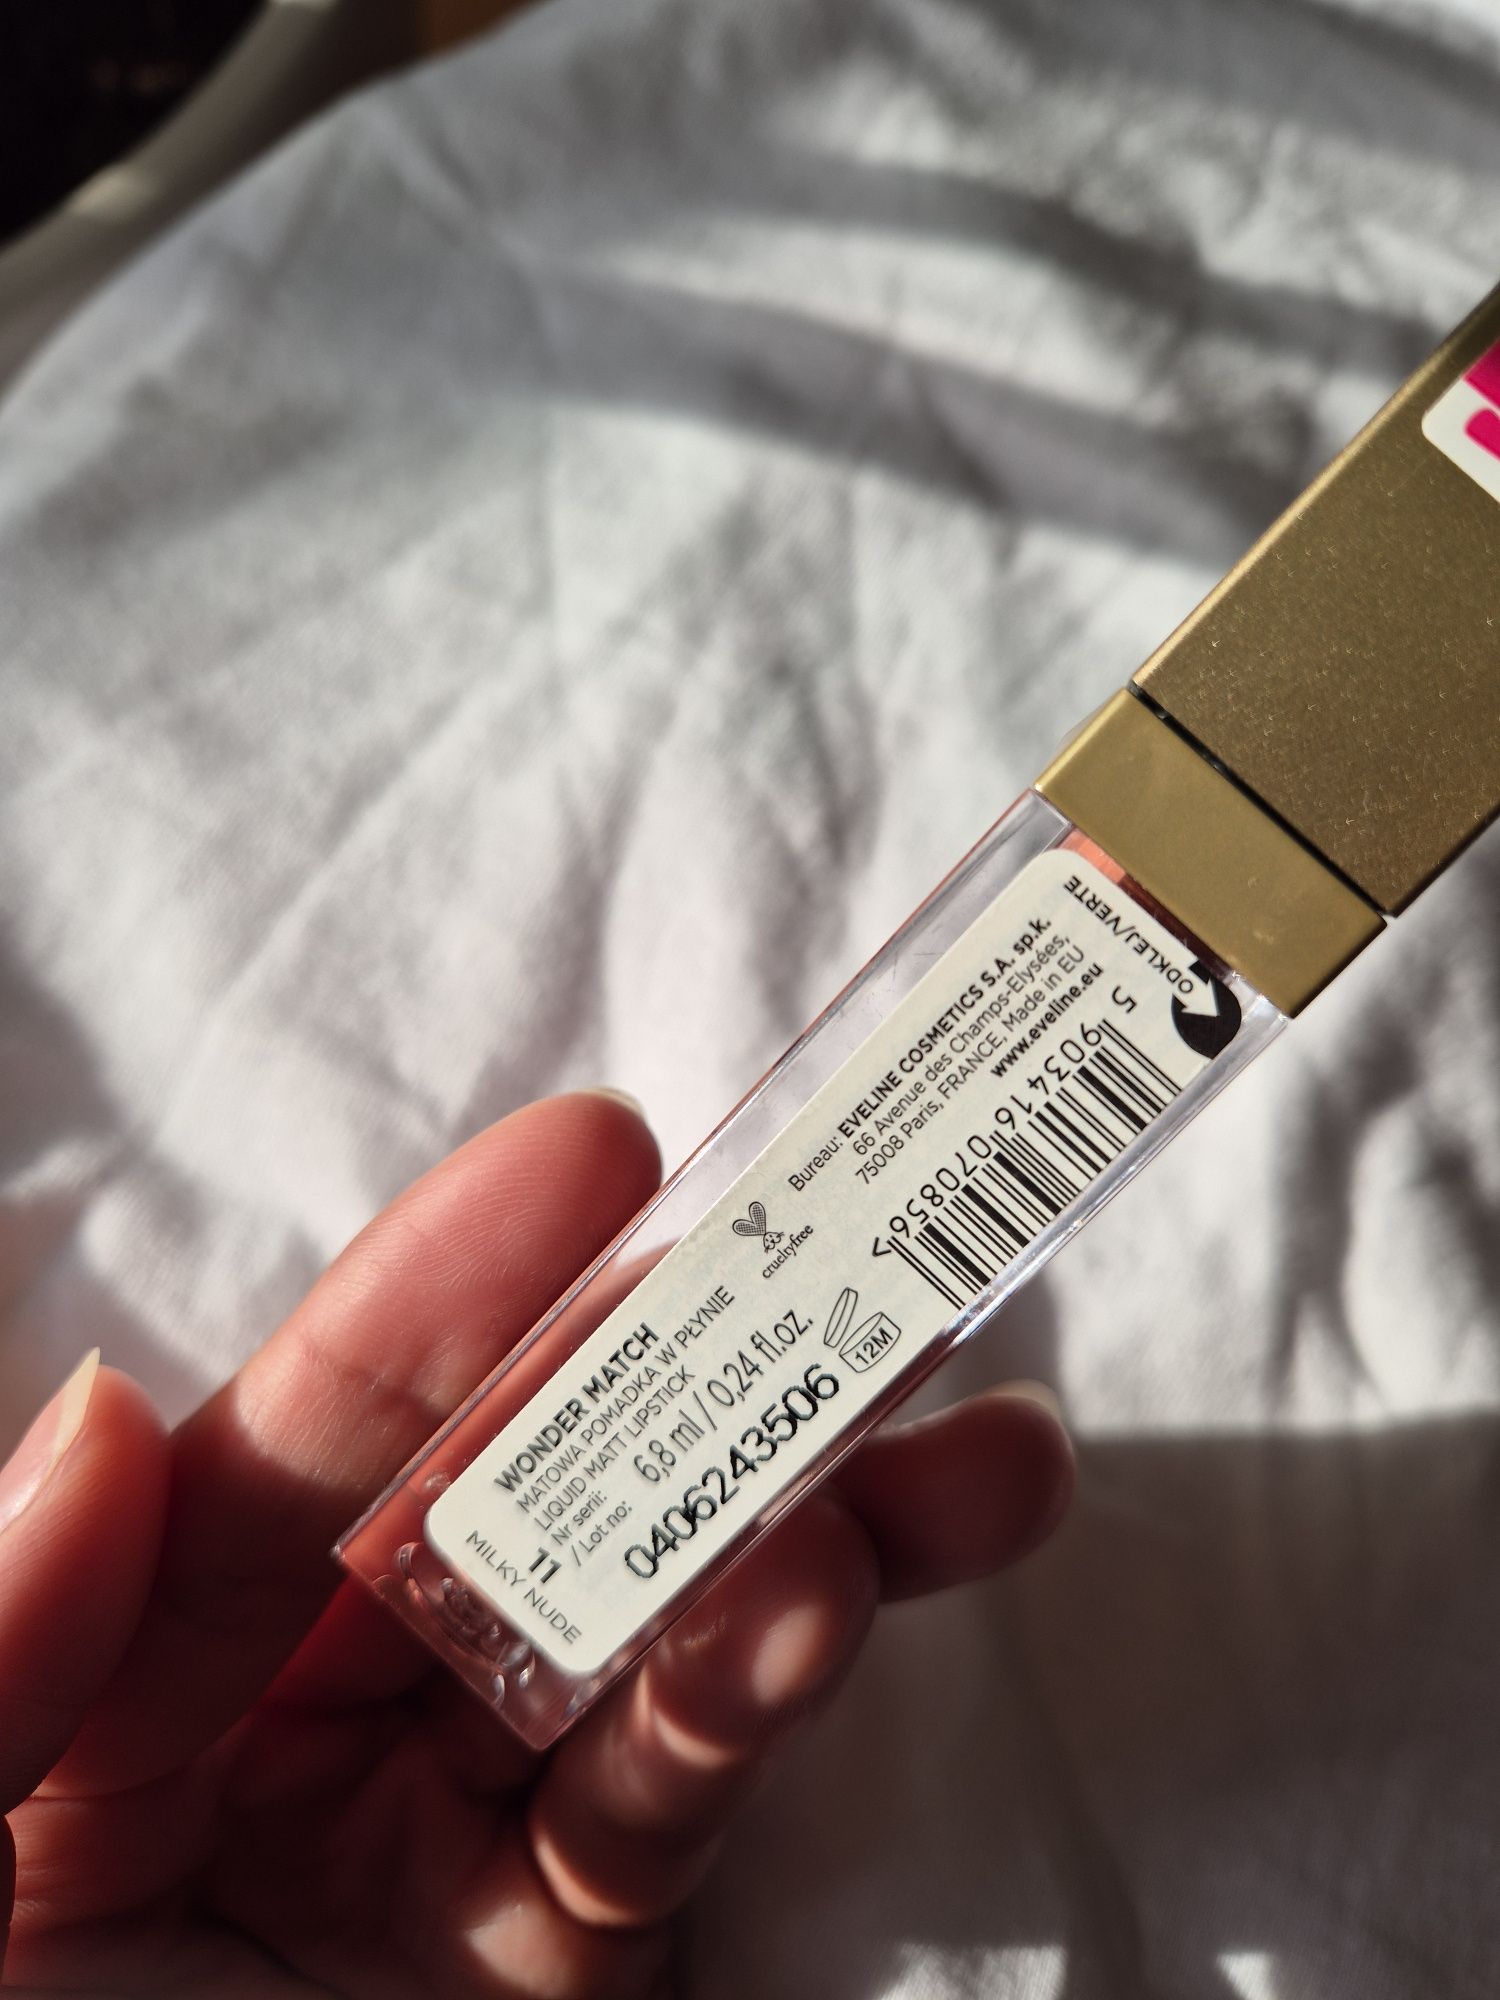 WONDER MATCH
MATOWA POMADKA W PŁYNIE
LIQUID MATT LIPSTICK
Nr serii:
/ Lot no:
6,8 ml / 0,24 fl.oz.
0406243506
11
MILKY NUDE
12M
crueltyfree
Bureau: EVELINE COSMETICS S.A. sp.k.
66 Avenue des Champs-Elysées,
75008 Paris, FRANCE, Made in EU
www.eveline.eu
5 903416 070856 >
ODKLEJ/VERTE